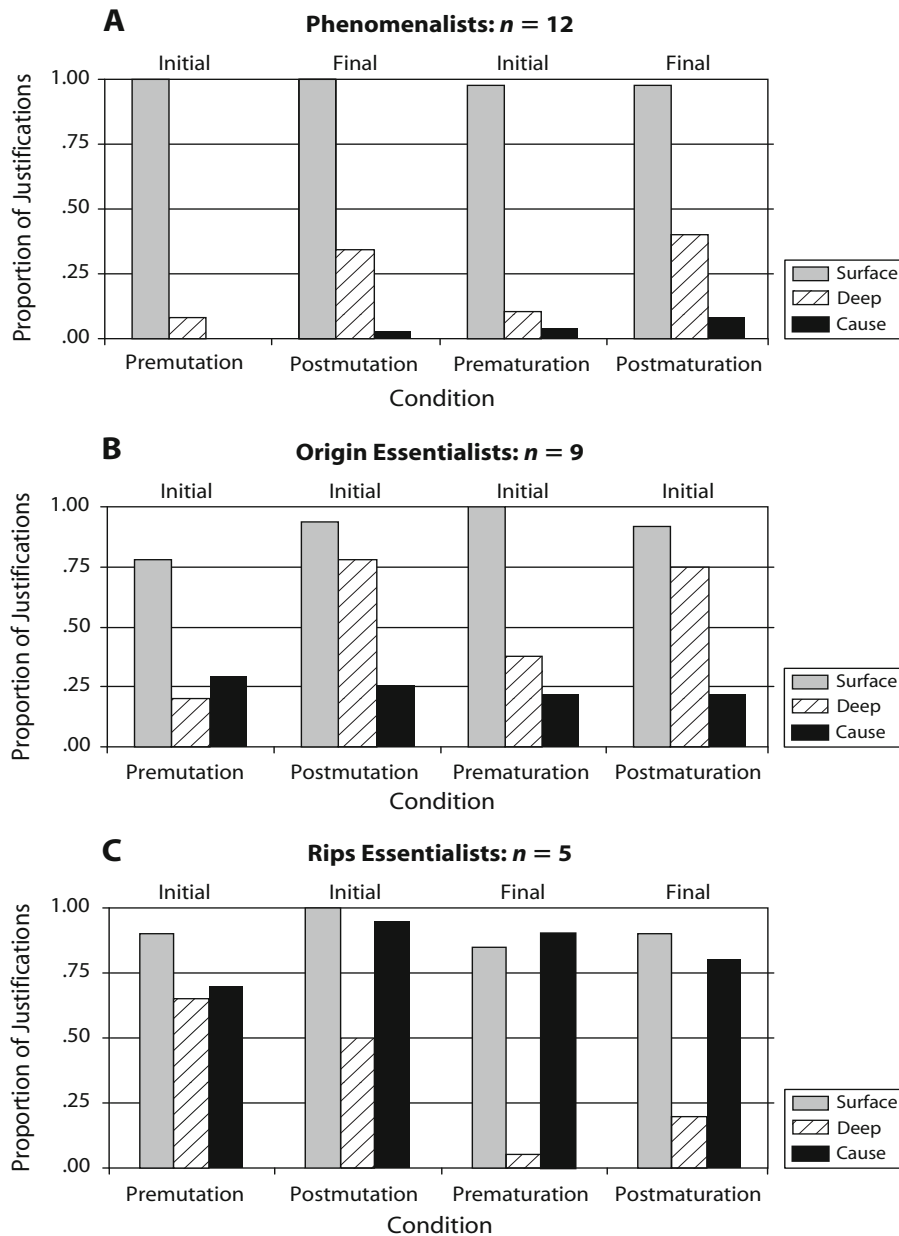 A
Phenomenalists: n = 12
Initial Final Initial Final
Proportion of Justifications
1.00
.75
.50
.25
.00
Premutation Postmutation Prematuration Postmaturation
Condition
Surface
Deep
Cause
B
Origin Essentialists: n = 9
Initial Initial Initial Initial
Proportion of Justifications
1.00
.75
.50
.25
.00
Premutation Postmutation Prematuration Postmaturation
Condition
Surface
Deep
Cause
C
Rips Essentialists: n = 5
Initial Initial Final Final
Proportion of Justifications
1.00
.75
.50
.25
.00
Premutation Postmutation Prematuration Postmaturation
Condition
Surface
Deep
Cause